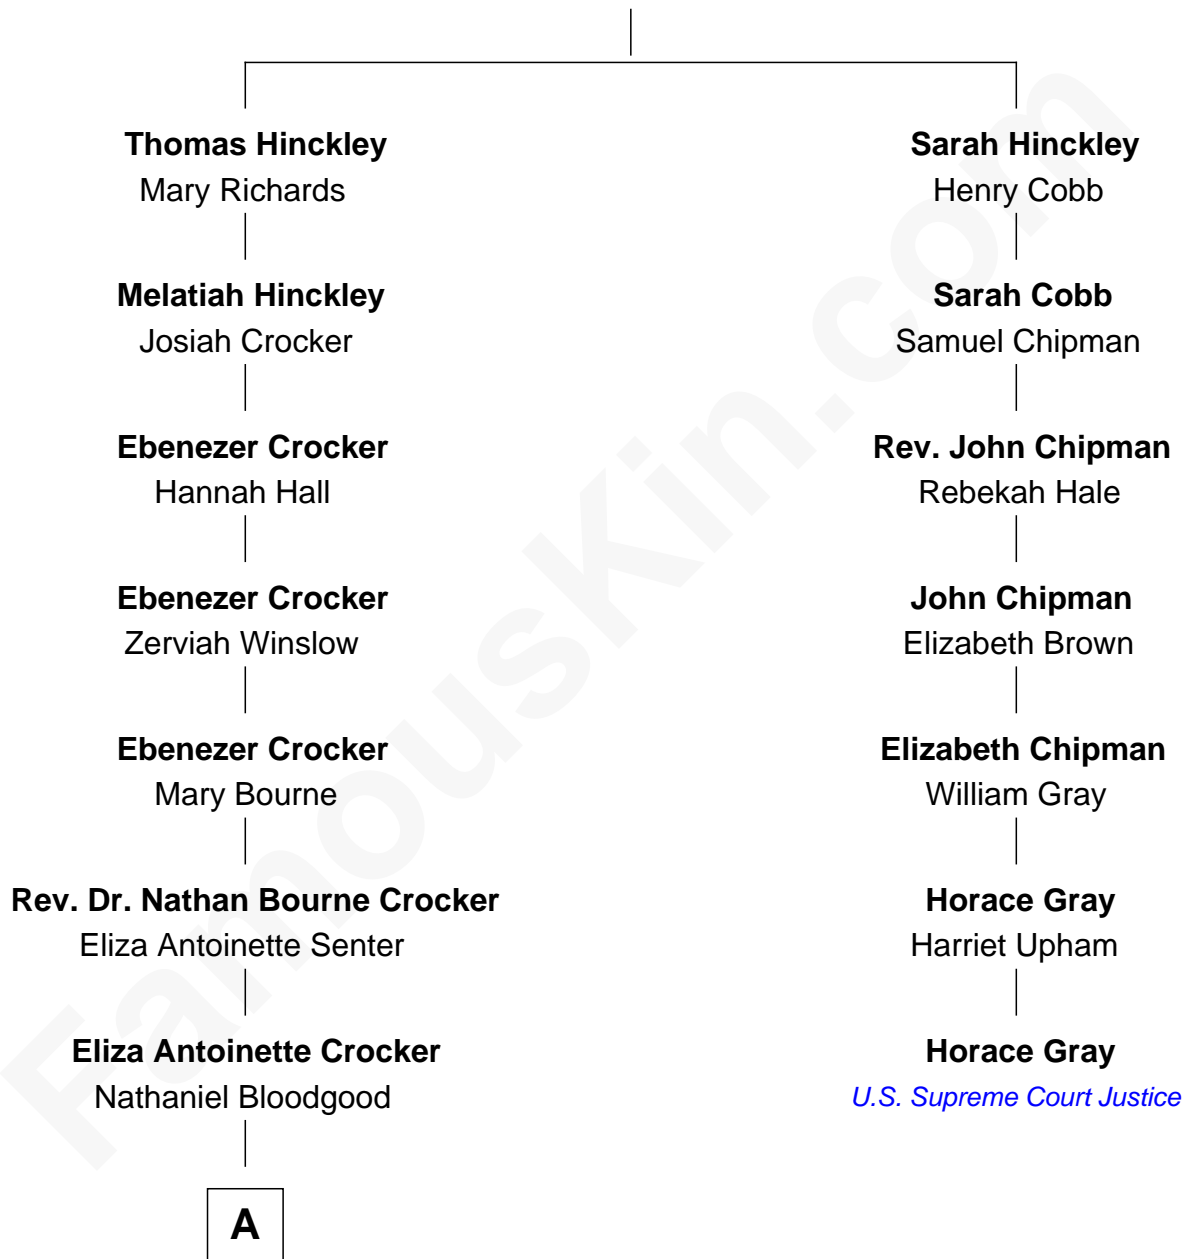 Thomas Hinckley
Mary Richards
Melatiah Hinckley
Josiah Crocker
Ebenezer Crocker
Hannah Hall
Ebenezer Crocker
Zerviah Winslow
Ebenezer Crocker
Mary Bourne
Rev. Dr. Nathan Bourne Crocker
Eliza Antoinette Senter
Eliza Antoinette Crocker
Nathaniel Bloodgood
A
Sarah Hinckley
Henry Cobb
Sarah Cobb
Samuel Chipman
Rev. John Chipman
Rebekah Hale
John Chipman
Elizabeth Brown
Elizabeth Chipman
William Gray
Horace Gray
Harriet Upham
Horace Gray
U.S. Supreme Court Justice
FamousKin.com